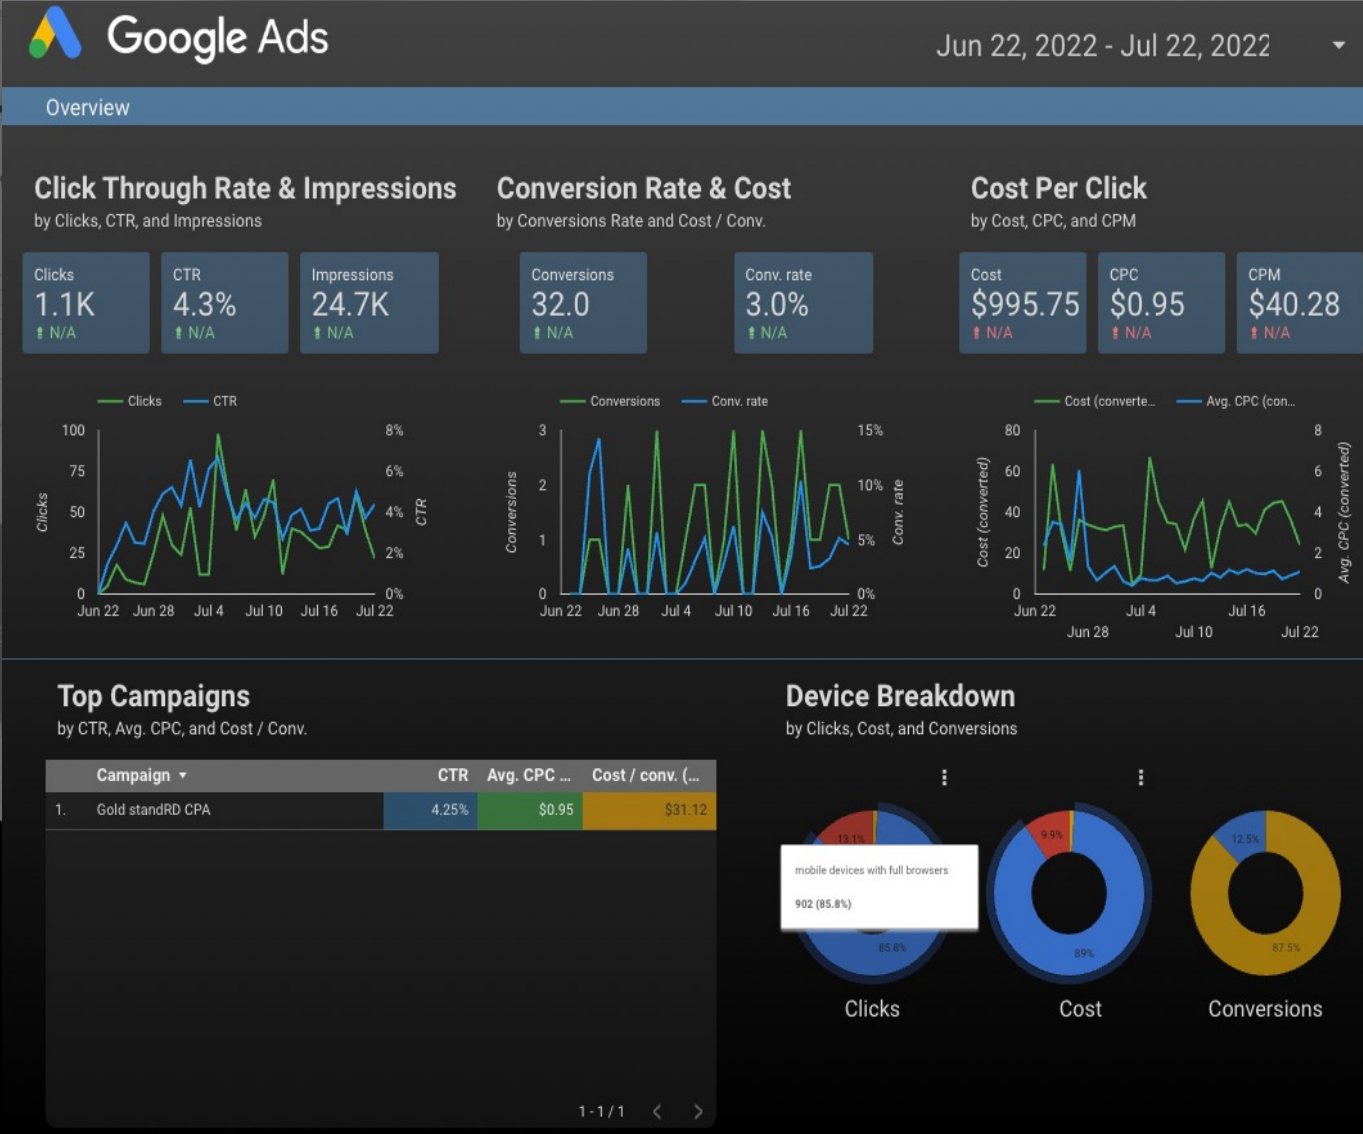 Google Ads
Jun 22, 2022 - Jul 22, 2022
Overview
Click Through Rate & Impressions
by Clicks, CTR, and Impressions
Clicks
1.1K
N/A
CTR
4.3%
N/A
Impressions
24.7K
N/A
Clicks CTR
100
75
50
25
0
Clicks
8%
6%
4%
2%
0%
CTR
Jun 22 Jun 28 Jul 4 Jul 10 Jul 16 Jul 22
Conversion Rate & Cost
by Conversions Rate and Cost / Conv.
Conversions
32.0
N/A
Conv. rate
3.0%
N/A
Conversions Conv. rate
3
2
1
0
Conversions
15%
10%
5%
0%
Conv. rate
Jun 22 Jun 28 Jul 4 Jul 10 Jul 16 Jul 22
Cost Per Click
by Cost, CPC, and CPM
Cost
$995.75
N/A
CPC
$0.95
N/A
CPM
$40.28
N/A
Cost (converte... Avg. CPC (con...
80
60
40
20
0
Cost (converted)
8
6
4
2
0
Avg. CPC (converted)
Jun 22 Jul 4 Jul 16
Jun 28 Jul 10 Jul 22
Top Campaigns
by CTR, Avg. CPC, and Cost / Conv.
Campaign CTR Avg. CPC ... Cost / conv. (...
1. Gold standRD CPA 4.25% $0.95 $31.12
1 - 1 / 1
Device Breakdown
by Clicks, Cost, and Conversions
13.1%
mobile devices with full browsers
902 (85.8%)
85.8%
Clicks
9.9%
89%
Cost
12.5%
87.5%
Conversions